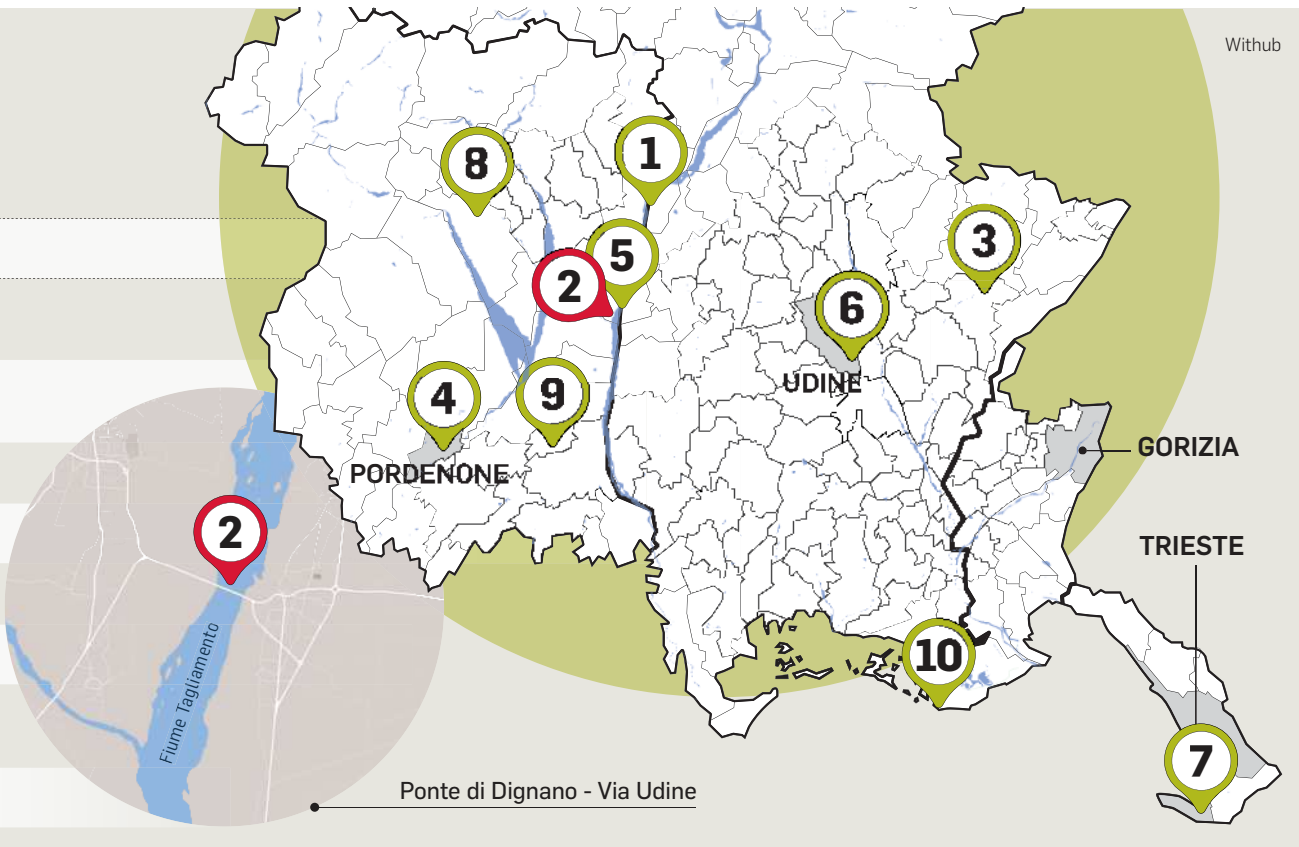 Withub
1
8
3
5
2
6
UDINE
4
9
PORDENONE
GORIZIA
2
TRIESTE
Fiume Tagliamento
10
7
Ponte di Dignano - Via Udine